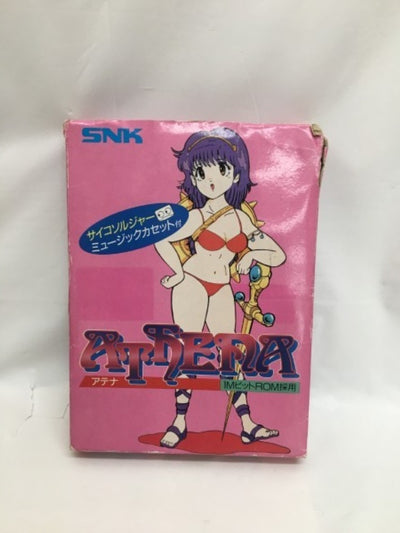 SNK
サイコソルジャー
ミュージックカセット付
ATHENA
アテナ
1MビットROM採用